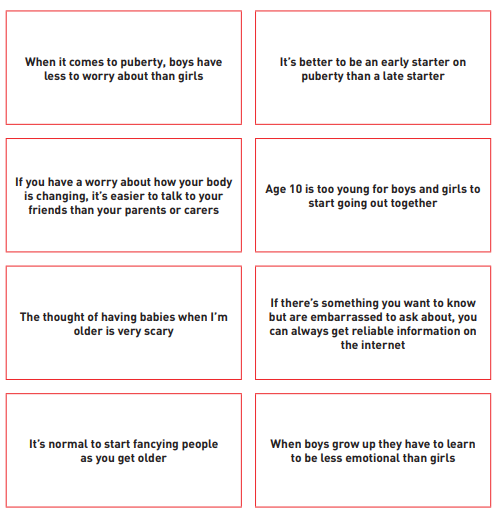 When it comes to puberty, boys have
less to worry about than girls
It's better to be an early starter on
puberty than a late starter
If you have a worry about how your body
is changing, it's easier to talk to your
friends than your parents or carers
Age 10 is too young for boys and girls to
start going out together
The thought of having babies when I'm
older is very scary
If there's something you want to know
but are embarrassed to ask about, you
can always get reliable information on
the internet
It's normal to start fancying people
as you get older
When boys grow up they have to learn
to be less emotional than girls